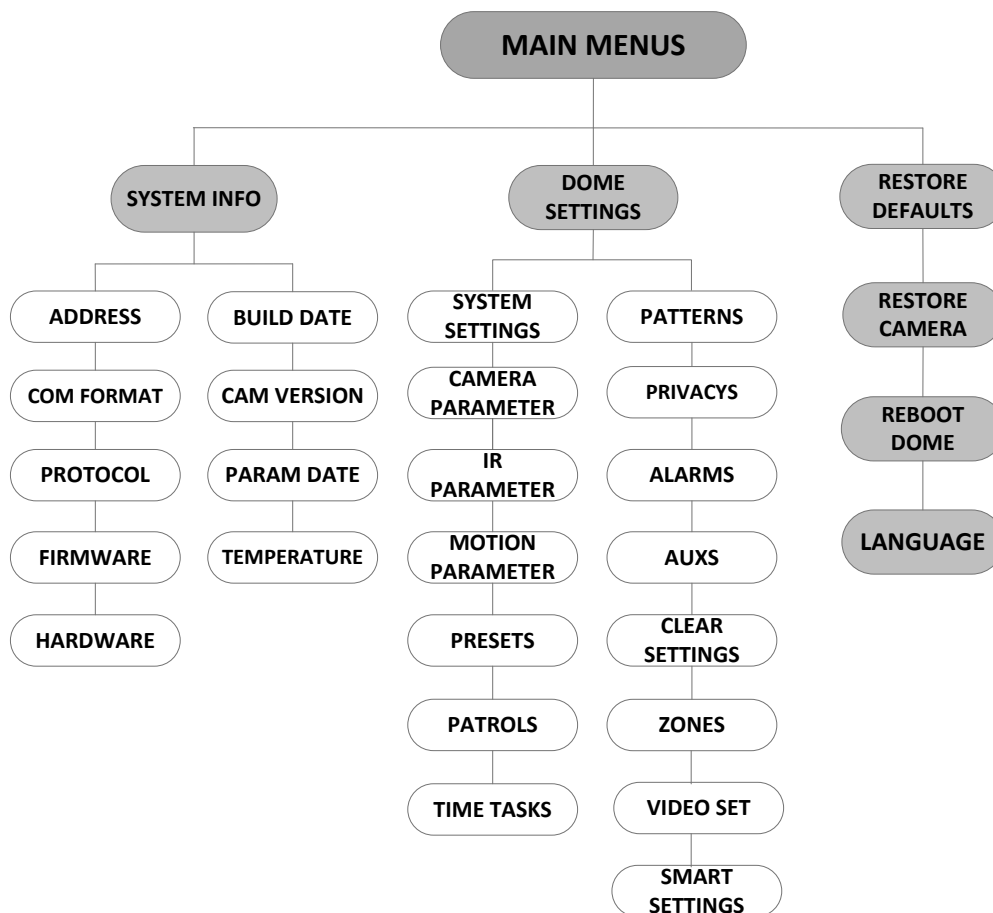 MAIN MENUS
SYSTEM INFO
DOME
SETTINGS
RESTORE
DEFAULTS
ADDRESS
COM FORMAT
PROTOCOL
FIRMWARE
HARDWARE
BUILD DATE
CAM VERSION
PARAM DATE
TEMPERATURE
SYSTEM
SETTINGS
CAMERA
PARAMETER
IR
PARAMETER
MOTION
PARAMETER
PRESETS
PATROLS
TIME TASKS
PATTERNS
PRIVACYS
ALARMS
AUXS
CLEAR
SETTINGS
ZONES
VIDEO SET
SMART
SETTINGS
RESTORE
CAMERA
REBOOT
DOME
LANGUAGE